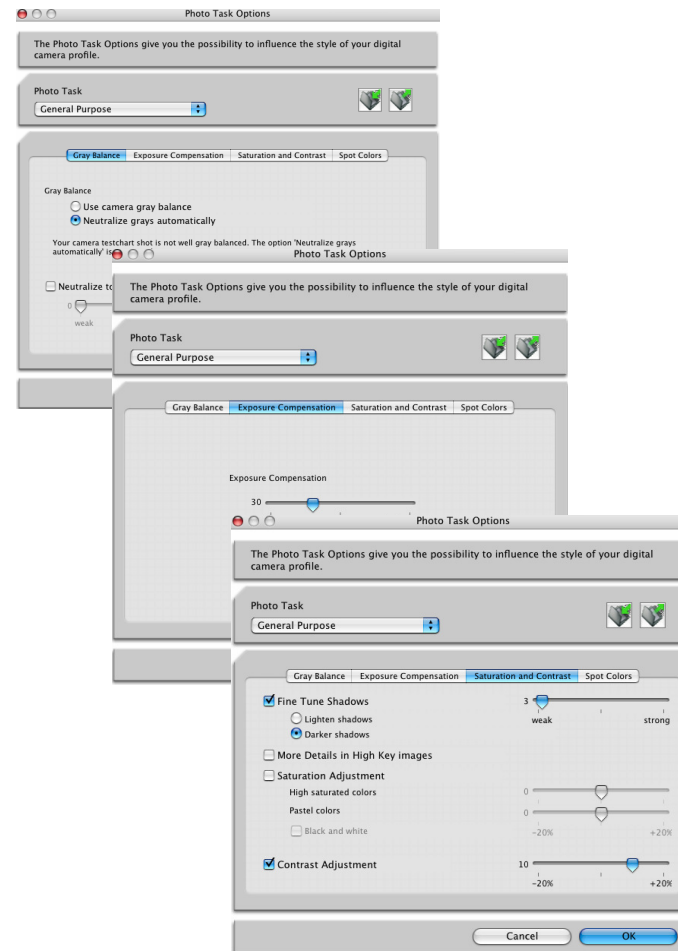 Photo Task Options
The Photo Task Options give you the possibility to influence the style of your digital
camera profile.
Photo Task
General Purpose
Gray Balance Exposure Compensation Saturation and Contrast Spot Colors
Gray Balance
Use camera gray balance
Neutralize grays automatically
Your camera testchart shot is not well gray balanced. The option 'Neutralize grays
automatically' is
Neutralize to
0
weak
Photo Task Options
The Photo Task Options give you the possibility to influence the style of your digital
camera profile.
Photo Task
General Purpose
Gray Balance Exposure Compensation Saturation and Contrast Spot Colors
Exposure Compensation
30
Photo Task Options
The Photo Task Options give you the possibility to influence the style of your digital
camera profile.
Photo Task
General Purpose
Gray Balance Exposure Compensation Saturation and Contrast Spot Colors
Fine Tune Shadows 3
Lighten shadows weak strong
Darker shadows
More Details in High Key images
Saturation Adjustment
High saturated colors 0
Pastel colors 0
Black and white -20% +20%
Contrast Adjustment 10
-20% +20%
Cancel OK